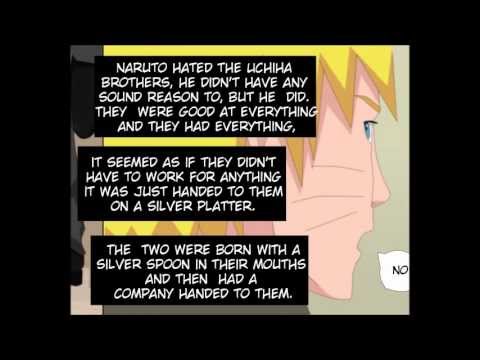 NARUTO HATED THE UCHIHA
BROTHERS, HE DIDN'T HAVE ANY
SOUND REASON TO, BUT HE DID.
THEY WERE GOOD AT EVERYTHING
AND THEY HAD EVERYTHING,
IT SEEMED AS IF THEY DIDN'T
HAVE TO WORK FOR ANYTHING
IT WAS JUST HANDED TO THEM
ON A SILVER PLATTER.
THE TWO WERE BORN WITH A
SILVER SPOON IN THEIR MOUTHS
AND THEN HAD A
COMPANY HANDED TO THEM.
NO